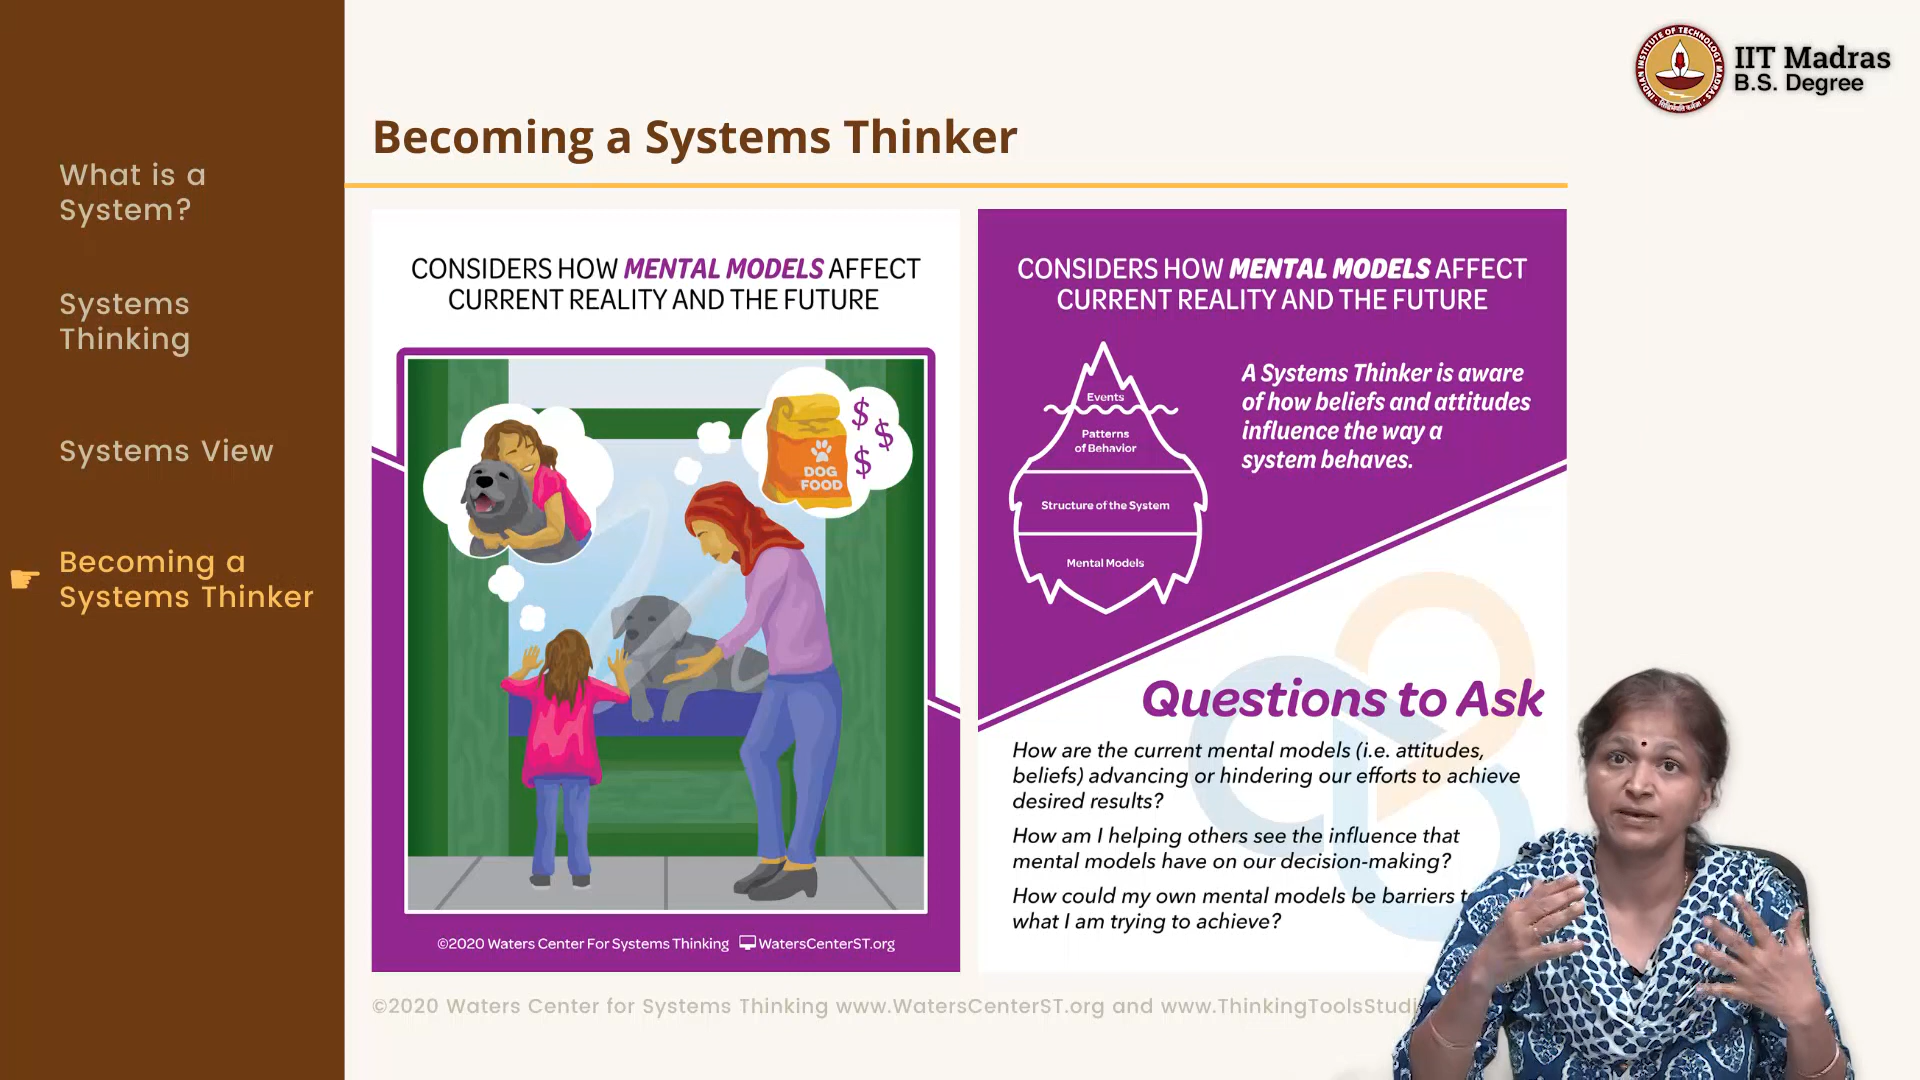 What is a
System?
Systems
Thinking
Systems View
Becoming a
Systems Thinker
IIT Madras
B.S. Degree
Becoming a Systems Thinker
CONSIDERS HOW MENTAL MODELS AFFECT
CURRENT REALITY AND THE FUTURE
DOG
FOOD
$
$
$
©2020 Waters Center For Systems Thinking WatersCenterST.org
CONSIDERS HOW MENTAL MODELS AFFECT
CURRENT REALITY AND THE FUTURE
Events
Patterns
of Behavior
Structure of the System
Mental Models
A Systems Thinker is aware
of how beliefs and attitudes
influence the way a
system behaves.
Questions to Ask
How are the current mental models (i.e. attitudes,
beliefs) advancing or hindering our efforts to achieve
desired results?
How am I helping others see the influence that
mental models have on our decision-making?
How could my own mental models be barriers t
what I am trying to achieve?
©2020 Waters Center for Systems Thinking www.WatersCenterST.org and www.ThinkingToolsStudi